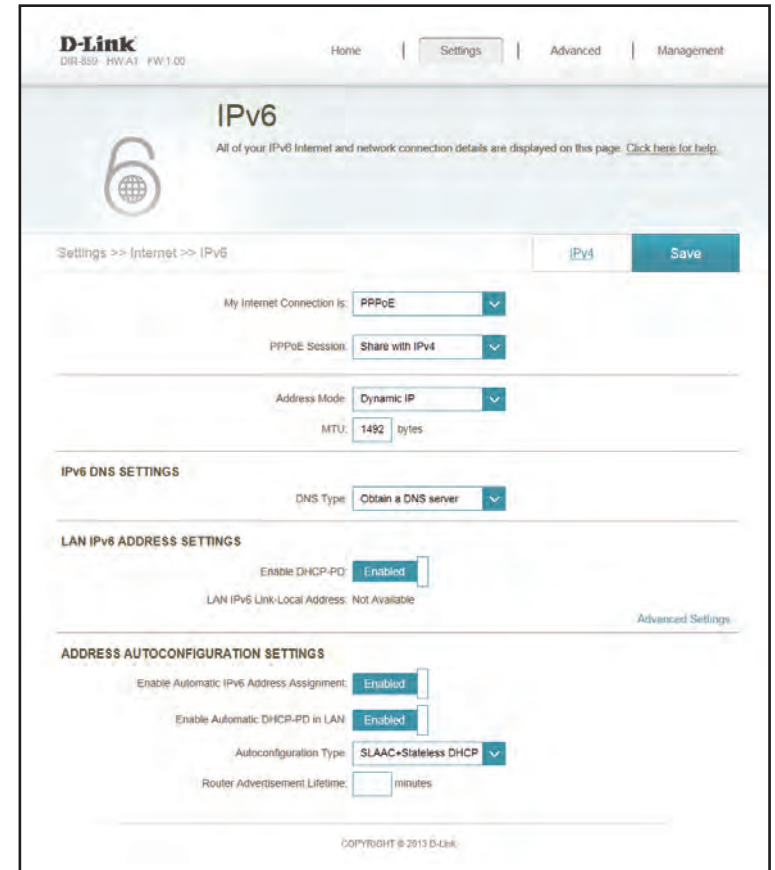 D-Link
DIR-859 HW:A1 FW:1.00
Home | Settings | Advanced | Management
IPv6
All of your IPv6 Internet and network connection details are displayed on this page. Click here for help.
Settings >> Internet >> IPv6
IPv4
Save
My Internet Connection is: PPPoE
PPPoE Session: Share with IPv4
Address Mode: Dynamic IP
MTU: 1492 bytes
IPv6 DNS SETTINGS
DNS Type: Obtain a DNS server
LAN IPv6 ADDRESS SETTINGS
Enable DHCP-PD: Enabled
LAN IPv6 Link-Local Address: Not Available
Advanced Settings
ADDRESS AUTOCONFIGURATION SETTINGS
Enable Automatic IPv6 Address Assignment: Enabled
Enable Automatic DHCP-PD in LAN: Enabled
Autoconfiguration Type: SLAAC+Stateless DHCP
Router Advertisement Lifetime: minutes
COPYRIGHT © 2013 D-Link